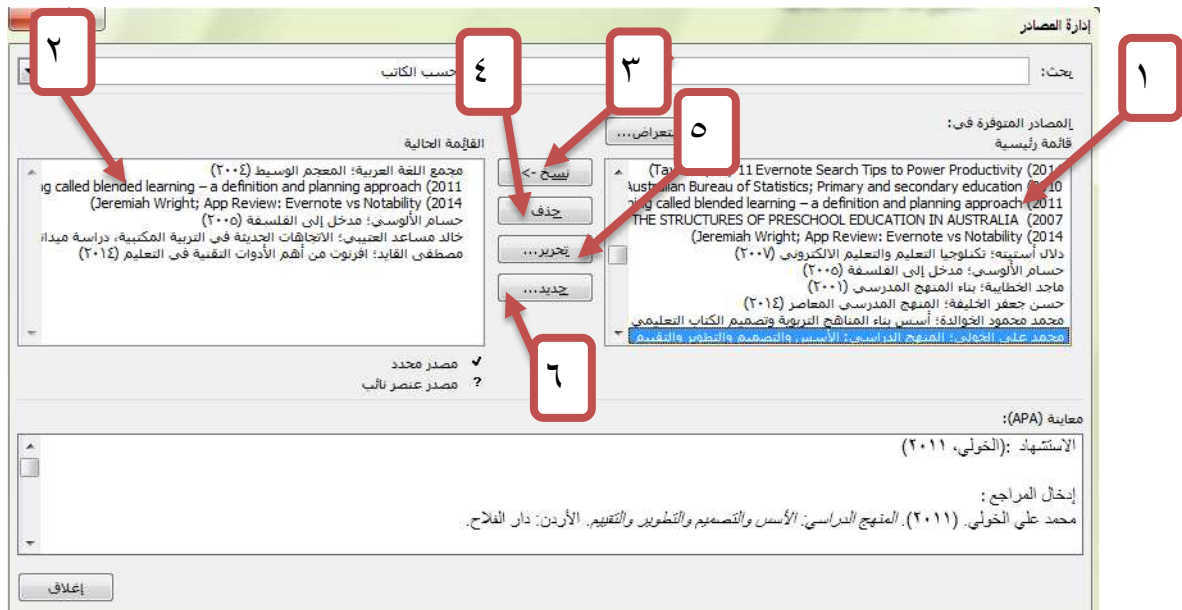 إدارة المصادر
بحث:
حسب الكاتب
١
٢
٣
٤
٥
٦
المصادر المتوفرة في:
قائمة رئيسية
تعراض...
11 Evernote Search Tips to Power Productivity (2014
Australian Bureau of Statistics; Primary and secondary education (2010
ning called blended learning – a definition and planning approach (2011
THE STRUCTURES OF PRESCHOOL EDUCATION IN AUSTRALIA (2007
(Jeremiah Wright; App Review: Evernote vs Notability (2014
دلال أستيته؛ تكنلوجيا التعليم والتعليم الالكتروني (٢٠٠٧)
حسام الألوسي؛ مدخل إلى الفلسفة (٢٠٠٥)
ماجد الخطايبة؛ بناء المنهج المدرسي (٢٠٠١)
حسن جعفر الخليفة؛ المنهج المدرسي المعاصر (٢٠١٤)
محمد محمود الخوالدة؛ أسس بناء المناهج التربوية وتصميم الكتاب التعليمي
محمد علي الخولي؛ المنهج الدراسي: الأسس والتصميم والتطوير والتقييم
نسخ ->
حذف
تحرير...
جديد...
القائمة الحالية
مجمع اللغة العربية؛ المعجم الوسيط (٢٠٠٤)
ng called blended learning – a definition and planning approach (2011
(Jeremiah Wright; App Review: Evernote vs Notability (2014
حسام الألوسي؛ مدخل إلى الفلسفة (٢٠٠٥)
خالد مساعد العتيبي؛ الاتجاهات الحديثة في التربية المكتبية، دراسة ميدان
مصطفى القايد؛ افرنوت من أهم الأدوات التقنية في التعليم (٢٠١٤)
✔ مصدر محدد
? مصدر عنصر نائب
معاينة (APA):
الاستشهاد :(الخولي، ٢٠١١)
إدخال المراجع :
محمد علي الخولي. (٢٠١١). المنهج الدراسي: الأسس والتصميم والتطوير والتقييم. الأردن: دار الفلاح.
إغلاق